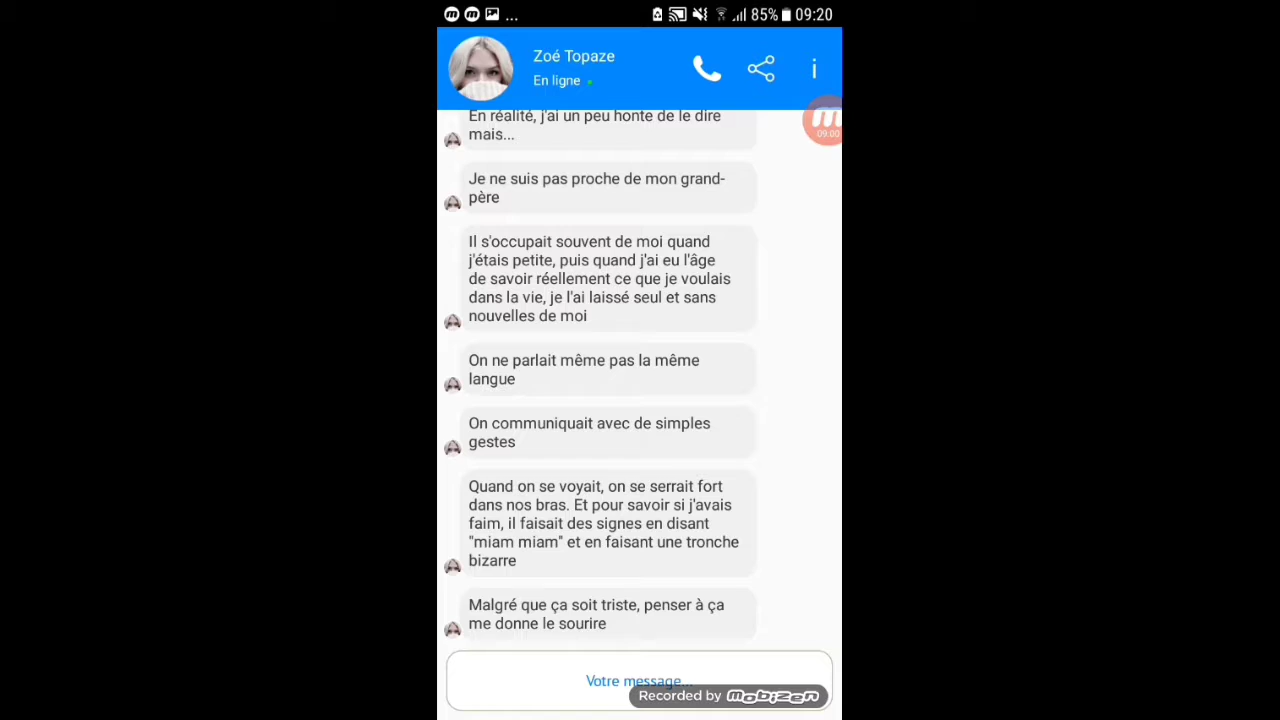 ... 85% 09:20
Zoé Topaze
En ligne
09:00
En réalité, j'ai un peu honte de le dire
mais...
Je ne suis pas proche de mon grand-
père
Il s'occupait souvent de moi quand
j'étais petite, puis quand j'ai eu l'âge
de savoir réellement ce que je voulais
dans la vie, je l'ai laissé seul et sans
nouvelles de moi
On ne parlait même pas la même
langue
On communiquait avec de simples
gestes
Quand on se voyait, on se serrait fort
dans nos bras. Et pour savoir si j'avais
faim, il faisait des signes en disant
"miam miam" et en faisant une tronche
bizarre
Malgré que ça soit triste, penser à ça
me donne le sourire
Votre message...
Recorded by mobizen